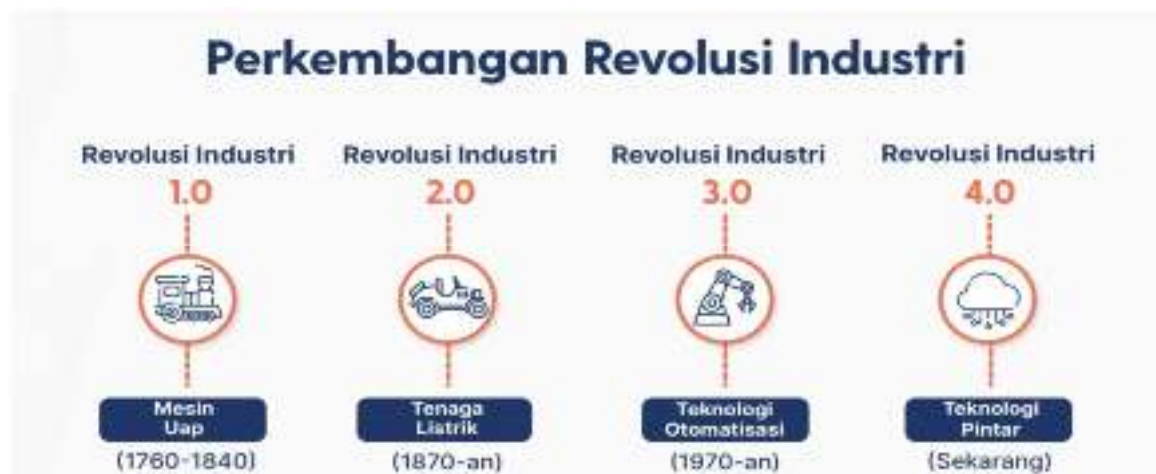 Perkembangan Revolusi Industri
Revolusi Industri
1.0
Mesin
Uap
(1760-1840)
Revolusi Industri
2.0
Tenaga
Listrik
(1870-an)
Revolusi Industri
3.0
Teknologi
Otomatisasi
(1970-an)
Revolusi Industri
4.0
Teknologi
Pintar
(Sekarang)